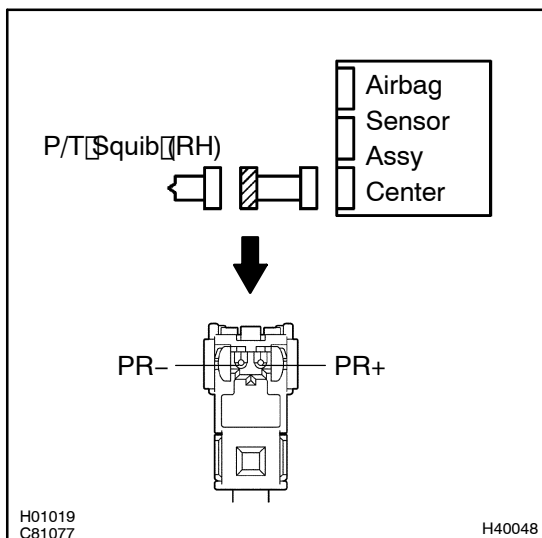 Airbag
Sensor
Assy
Center
P/T Squib (RH)
PR−
PR+
H01019
C81077
H40048